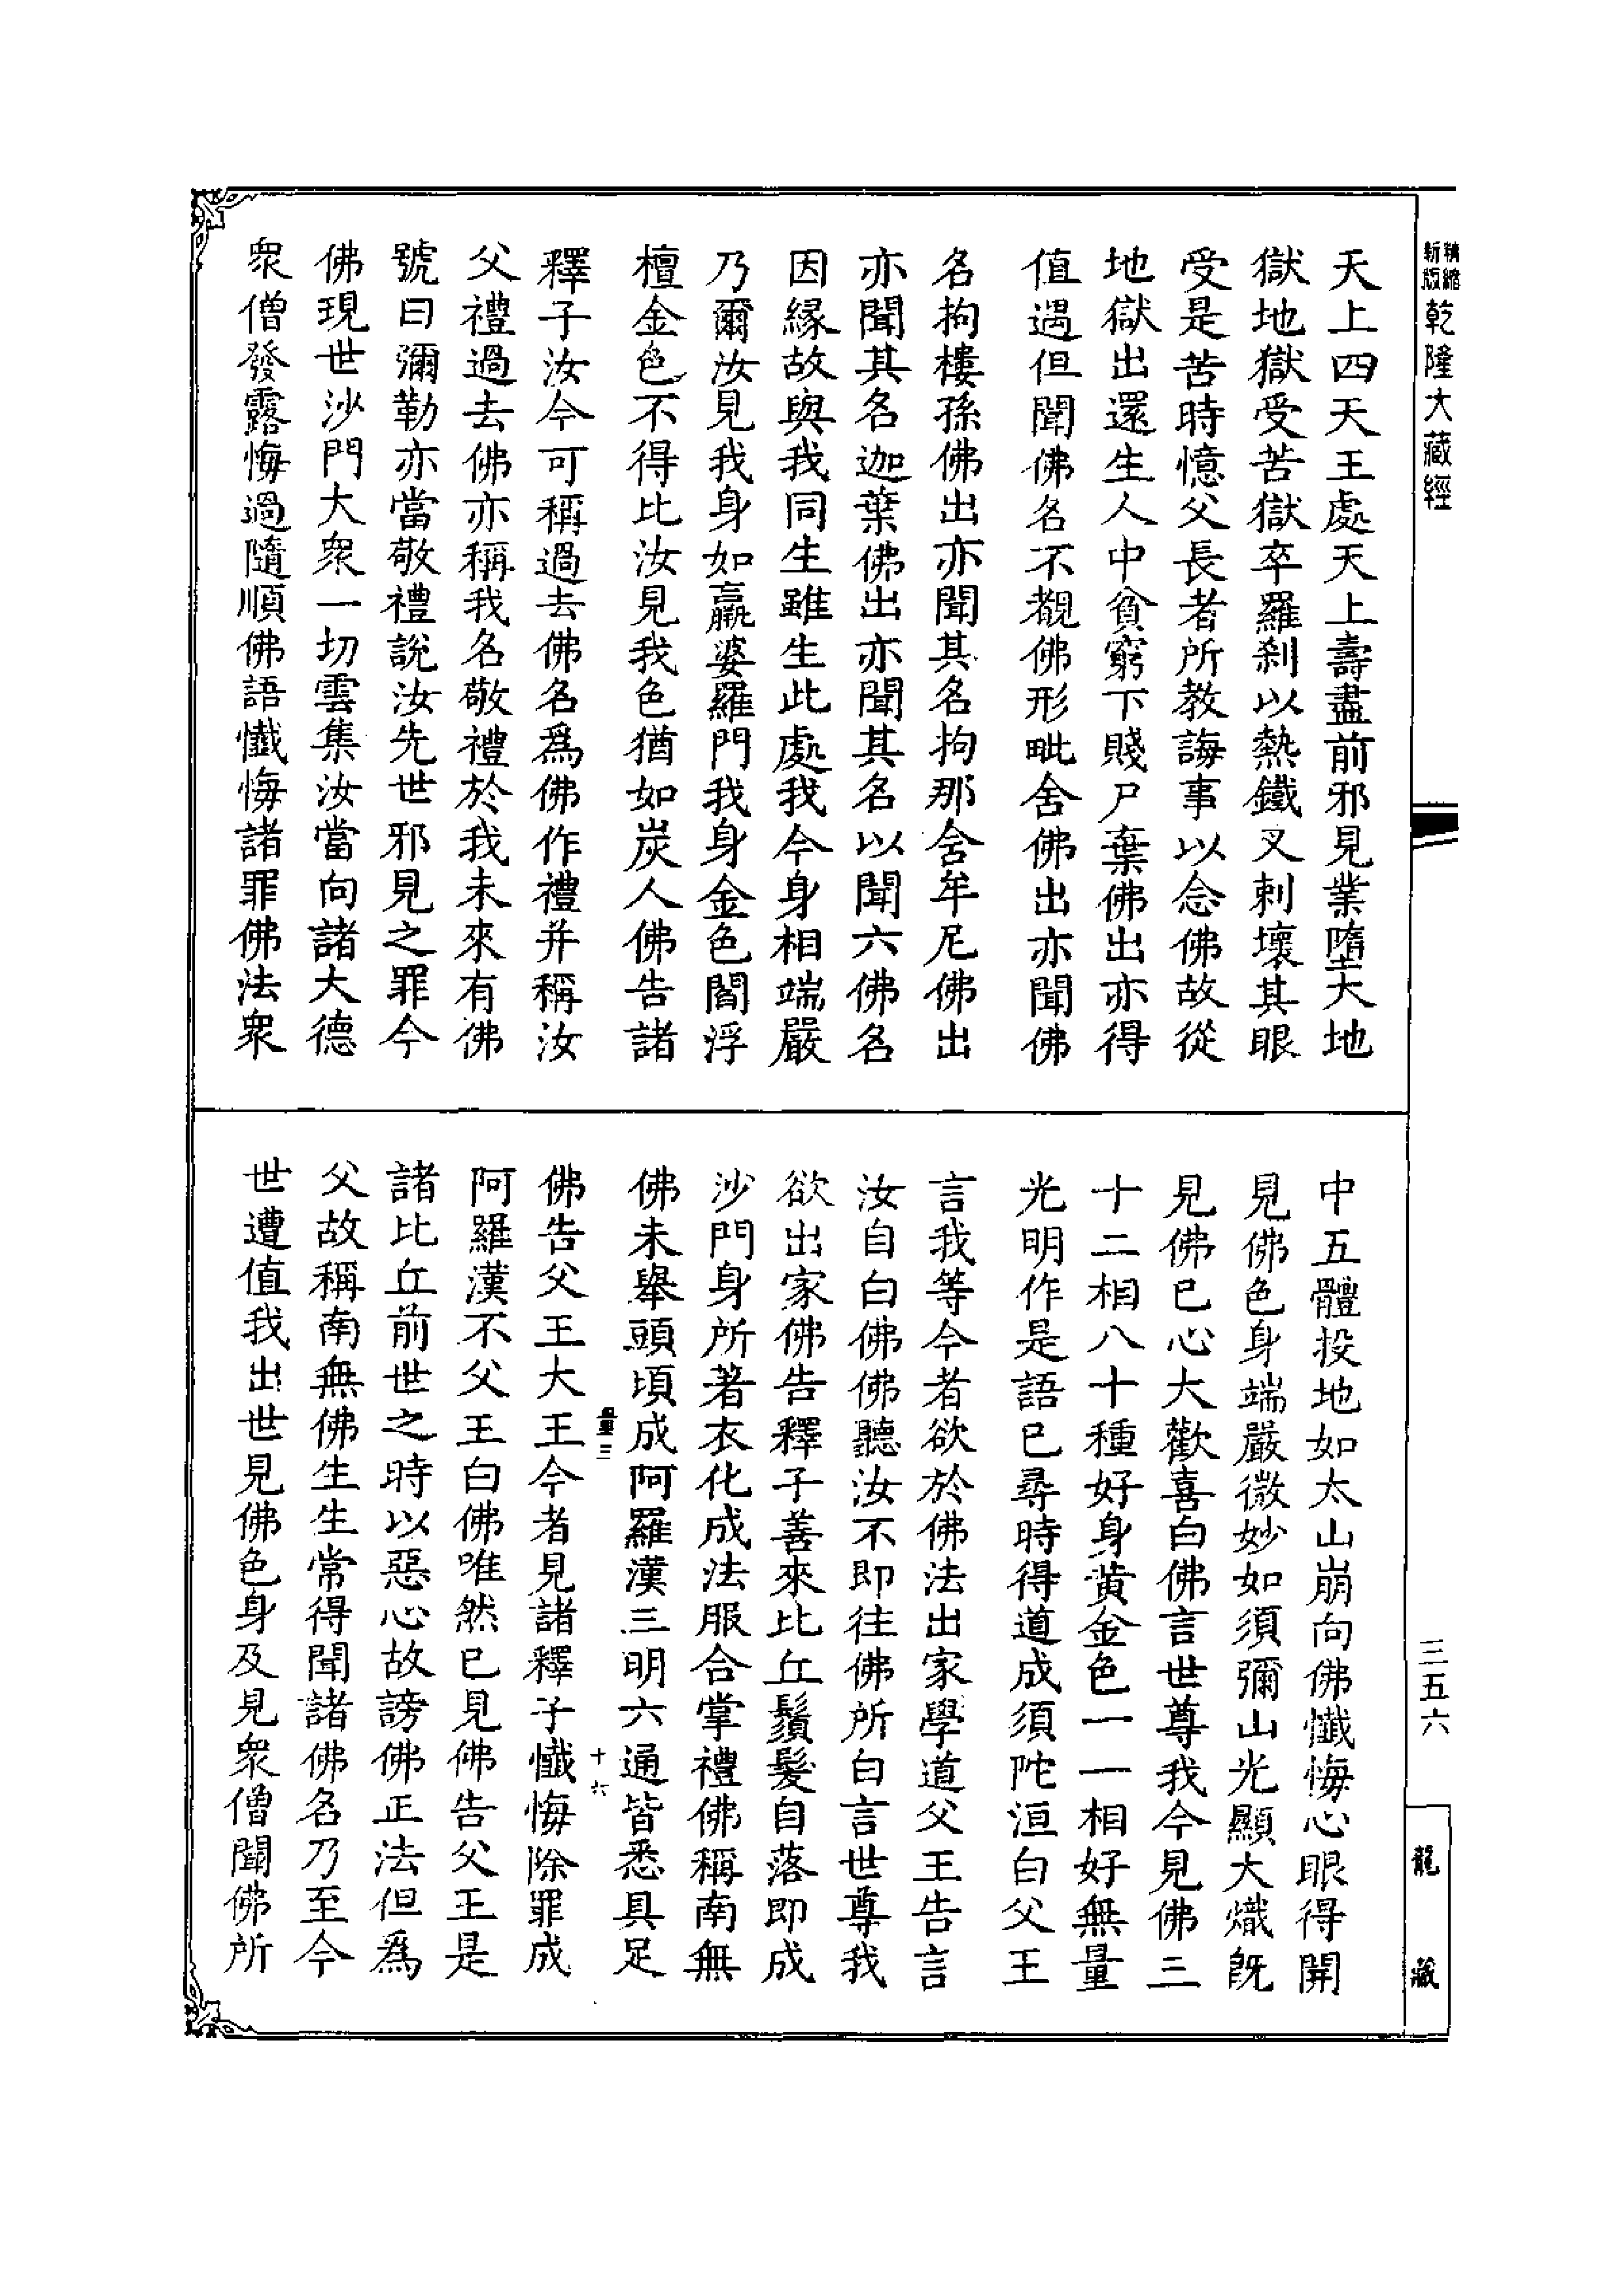 精縮新版乾隆大藏經
天上四天王處天上壽盡前邪見業墮大地
獄地獄受苦獄卒羅剎以熱鐵叉刺壞其眼
受是苦時憶父長者所教誨事以念佛故從
地獄出還生人中貧窮下賤尸棄佛出亦得
值遇但聞佛名不覩佛形毗舍佛出亦聞佛
名拘樓孫佛出亦聞其名拘那含牟尼佛出
亦聞其名迦葉佛出亦聞其名以聞六佛名
因緣故與我同生雖生此處我今身相端嚴
乃爾汝見我身如羸婆羅門我身金色閻浮
檀金色不得比汝見我色猶如炭人佛告諸
釋子汝今可稱過去佛名為佛作禮并稱汝
父禮過去佛亦稱我名敬禮於我未來有佛
號曰彌勒亦當敬禮說汝先世邪見之罪今
佛現世沙門大衆一切雲集汝當向諸大德
衆僧發露悔過隨順佛語懺悔諸罪佛法衆
中五體投地如太山崩向佛懺悔心眼得開
見佛色身端嚴微妙如須彌山光顯大熾既
見佛已心大歡喜白佛言世尊我今見佛三
十二相八十種好身黃金色一一相好無量
光明作是語已尋時得道成須陀洹白父王
言我等今者欲於佛法出家學道父王告言
汝自白佛佛聽汝不即往佛所白言世尊我
欲出家佛告釋子善來比丘鬚髮自落即成
沙門身所著衣化成法服合掌禮佛稱南無
佛未舉頭頃成阿羅漢三明六通皆悉具足
量三 十六
佛告父王大王今者見諸釋子懺悔除罪成
阿羅漢不父王白佛唯然已見佛告父王是
諸比丘前世之時以惡心故謗佛正法但為
父故稱南無佛生生常得聞諸佛名乃至今
世遭值我出世見佛色身及見衆僧聞佛所
三五六
龍藏